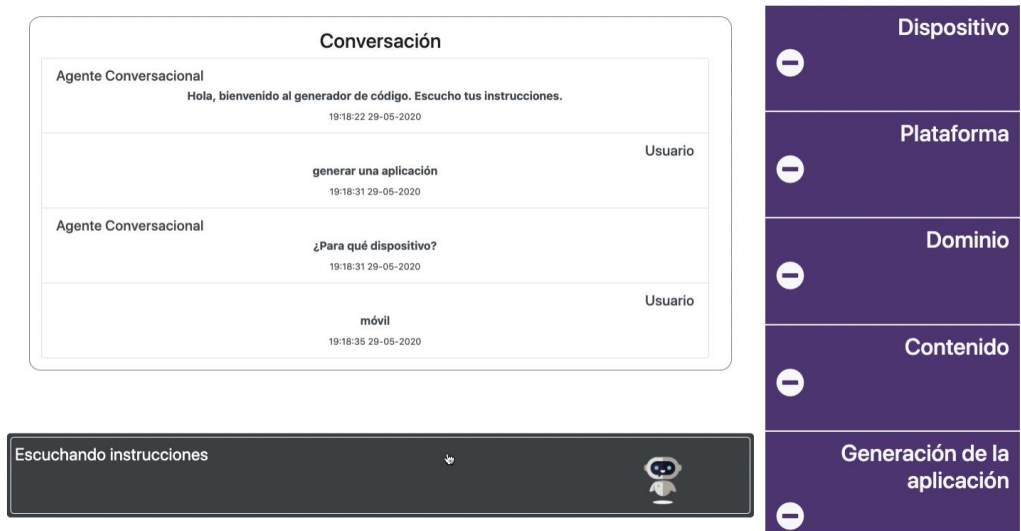 Conversación
Agente Conversacional
Hola, bienvenido al generador de código. Escucho tus instrucciones.
19:18:22 29-05-2020
Usuario
generar una aplicación
19:18:31 29-05-2020
Agente Conversacional
¿Para qué dispositivo?
19:18:31 29-05-2020
Usuario
móvil
19:18:35 29-05-2020
Escuchando instrucciones
Dispositivo
Plataforma
Dominio
Contenido
Generación de la
aplicación